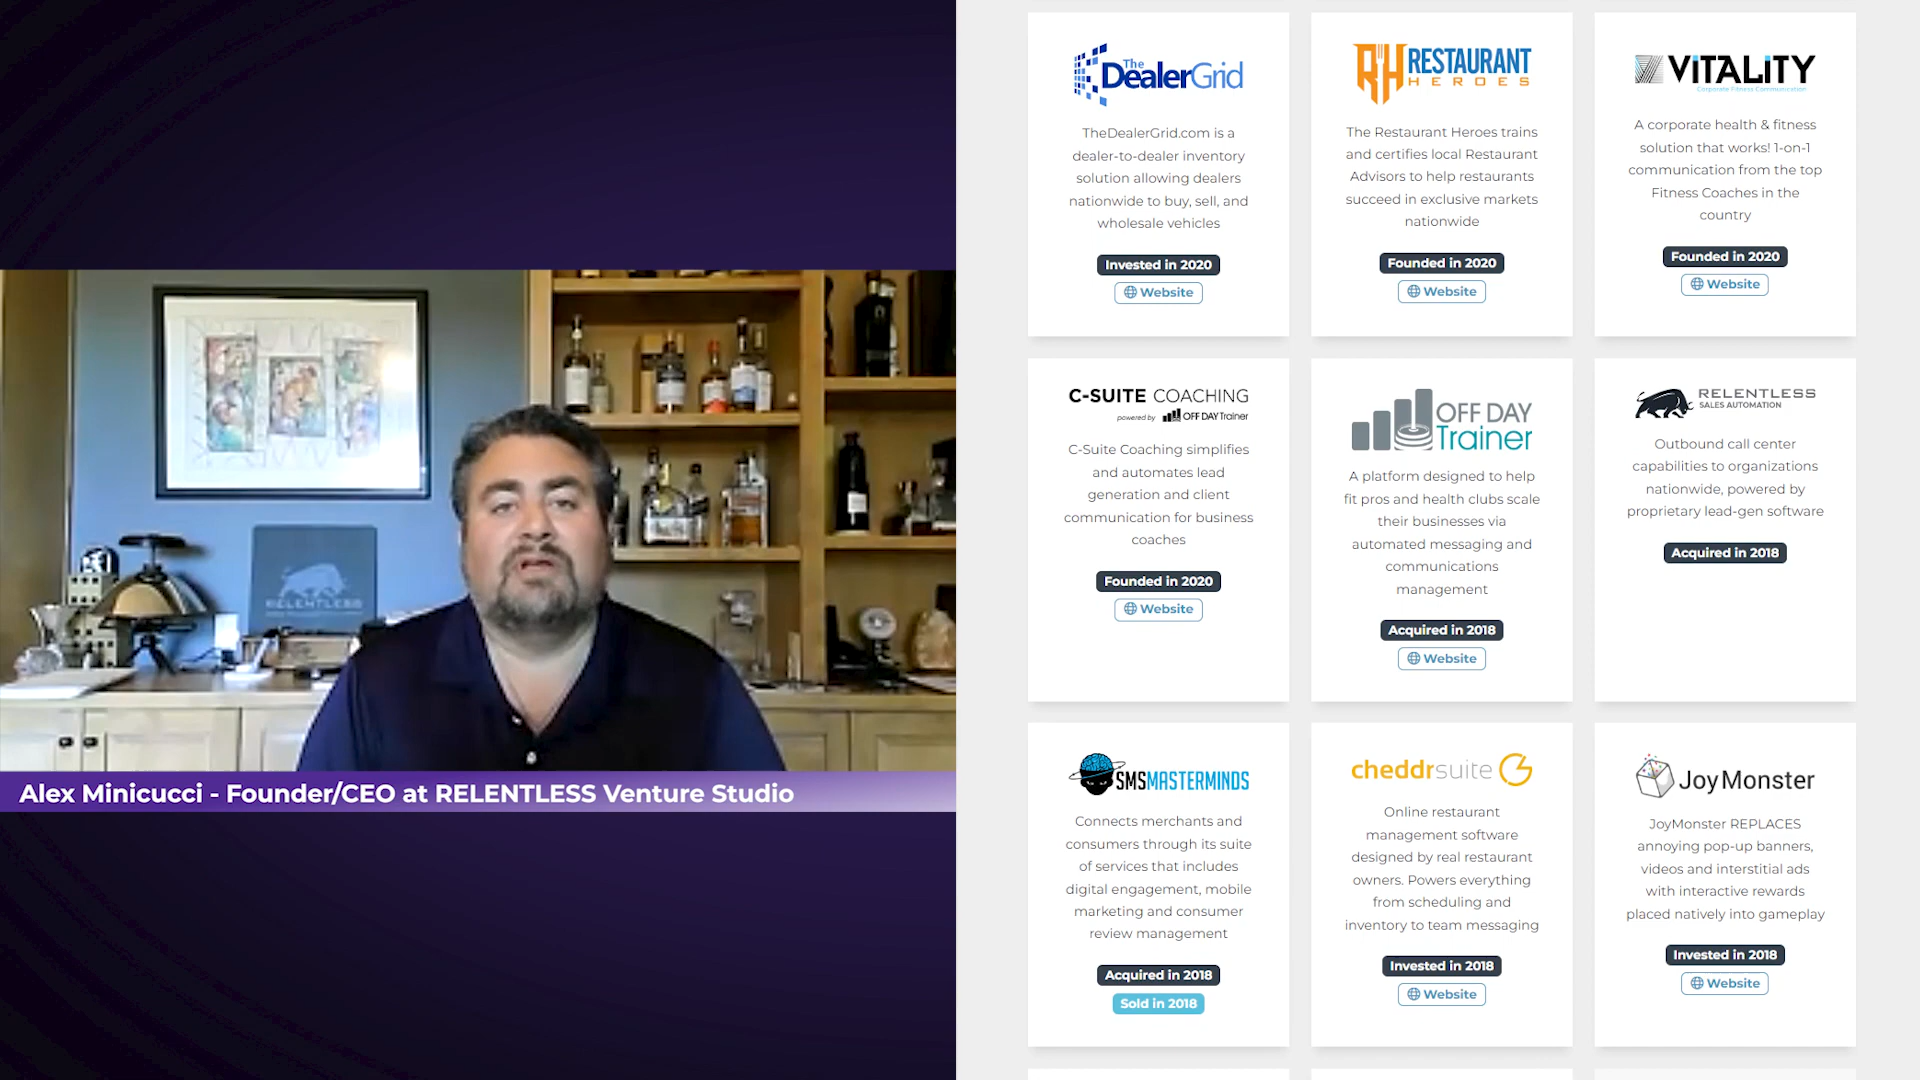 RELENTLESS
Alex Minicucci - Founder/CEO at RELENTLESS Venture Studio
The
DealerGrid
TheDealerGrid.com is a
dealer-to-dealer inventory
solution allowing dealers
nationwide to buy, sell, and
wholesale vehicles
Invested in 2020
Website
RH RESTAURANT
HEROES
The Restaurant Heroes trains
and certifies local Restaurant
Advisors to help restaurants
succeed in exclusive markets
nationwide
Founded in 2020
Website
ViTALiTY
Corporate Fitness Communication
A corporate health & fitness
solution that works! 1-on-1
communication from the top
Fitness Coaches in the
country
Founded in 2020
Website
C-SUITE COACHING
powered by OFF DAY Trainer
C-Suite Coaching simplifies
and automates lead
generation and client
communication for business
coaches
Founded in 2020
Website
OFF DAY
Trainer
A platform designed to help
fit pros and health clubs scale
their businesses via
automated messaging and
communications
management
Acquired in 2018
Website
RELENTLESS
SALES AUTOMATION
Outbound call center
capabilities to organizations
nationwide, powered by
proprietary lead-gen software
Acquired in 2018
SMSMASTERMINDS
Connects merchants and
consumers through its suite
of services that includes
digital engagement, mobile
marketing and consumer
review management
Acquired in 2018
Sold in 2018
cheddrsuite
Online restaurant
management software
designed by real restaurant
owners. Powers everything
from scheduling and
inventory to team messaging
Invested in 2018
Website
JoyMonster
JoyMonster REPLACES
annoying pop-up banners,
videos and interstitial ads
with interactive rewards
placed natively into gameplay
Invested in 2018
Website